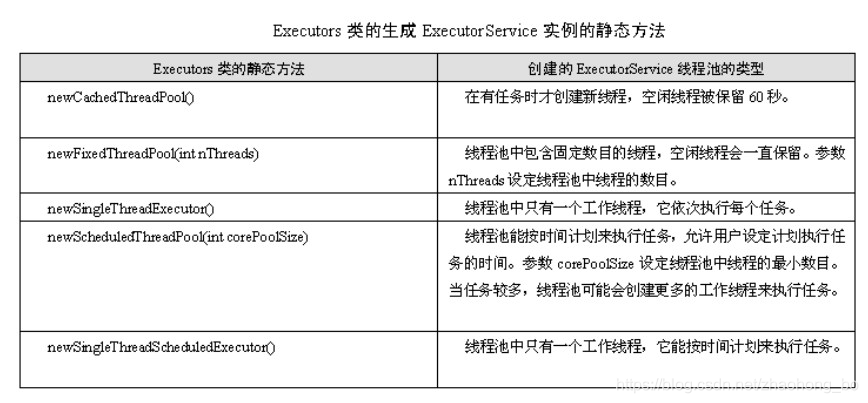 Executors 类的生成 ExecutorService 实例的静态方法
Executors 类的静态方法
创建的 ExecutorService 线程池的类型
newCachedThreadPool()
在有任务时才创建新线程，空闲线程被保留 60 秒。
newFixedThreadPool(int nThreads)
线程池中包含固定数目的线程，空闲线程会一直保留。参数
nThreads 设定线程池中线程的数目。
newSingleThreadExecutor()
线程池中只有一个工作线程，它依次执行每个任务。
newScheduledThreadPool(int corePoolSize)
线程池能按时间计划来执行任务，允许用户设定计划执行任
务的时间。参数 corePoolSize 设定线程池中线程的最小数目。
当任务较多，线程池可能会创建更多的工作线程来执行任务。
newSingleThreadScheduledExecutor()
线程池中只有一个工作线程，它能按时间计划来执行任务。